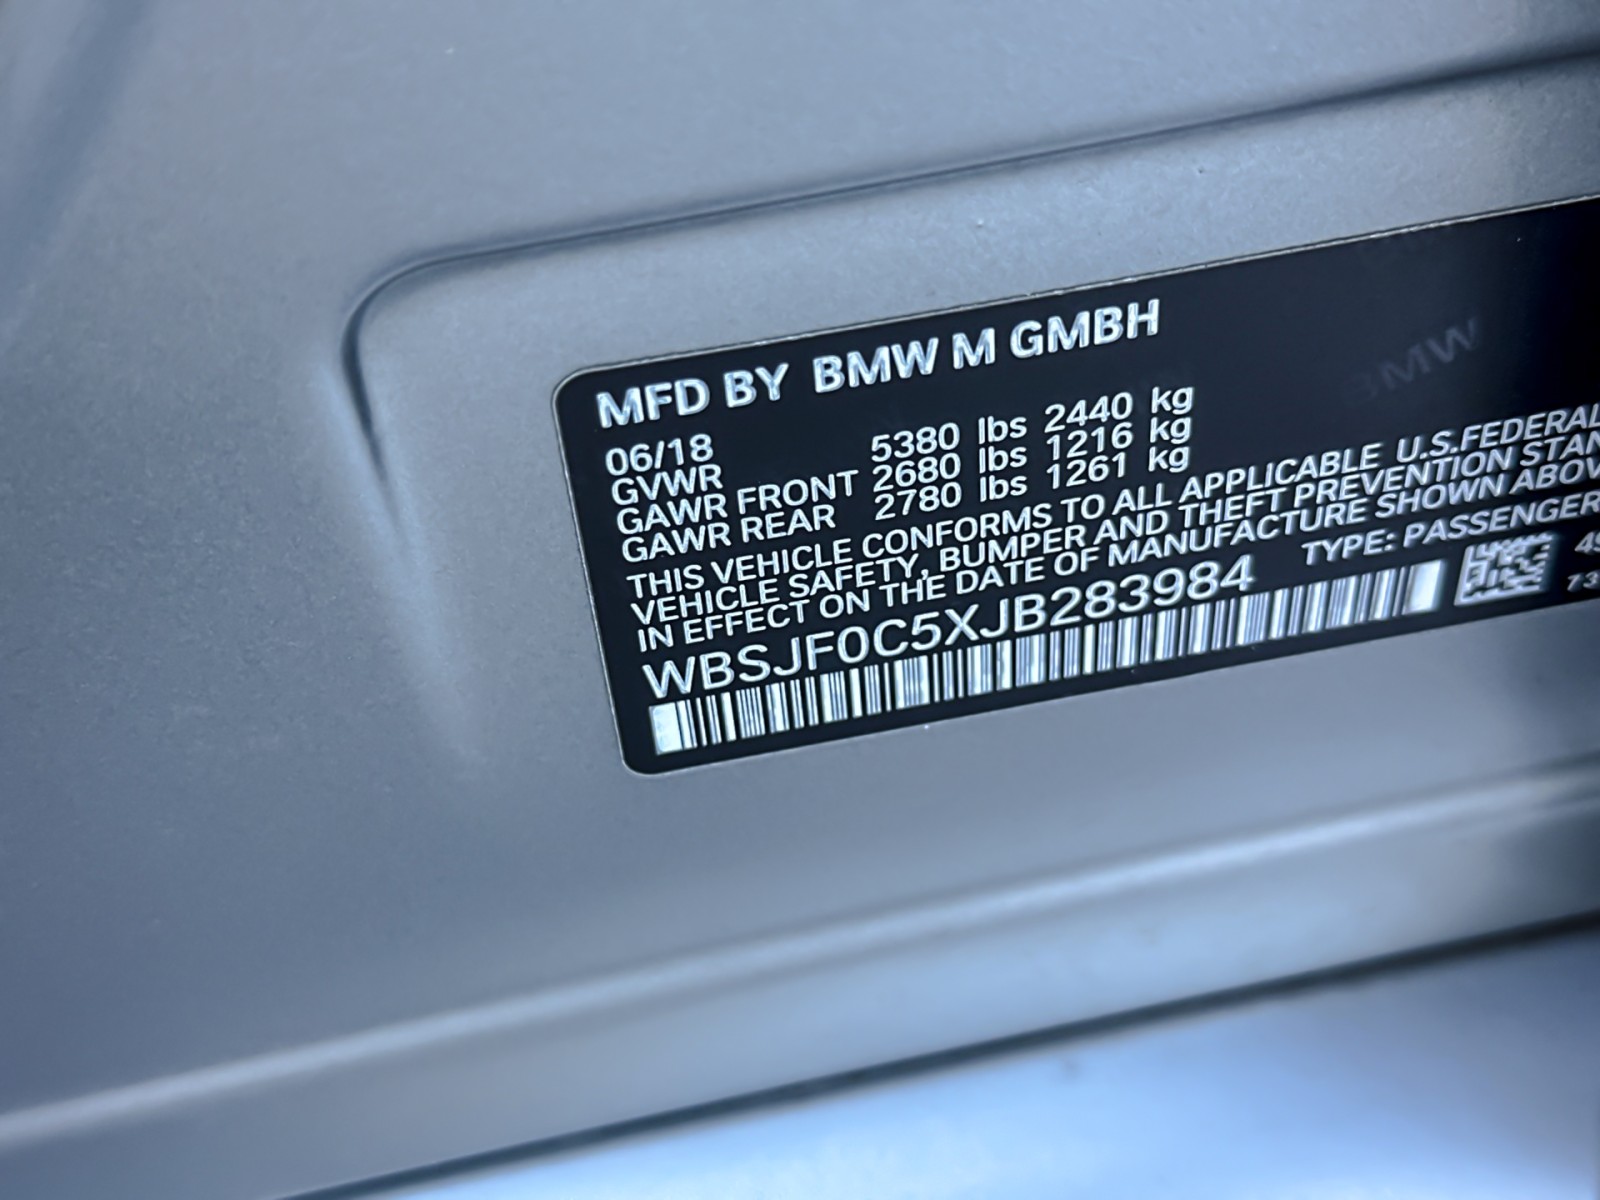 MFD BY BMW M GMBH
06/18
GVWR 5380 lbs 2440 kg
GAWR FRONT 2680 lbs 1216 kg
GAWR REAR 2780 lbs 1261 kg
THIS VEHICLE CONFORMS TO ALL APPLICABLE U.S.FEDERAL
VEHICLE SAFETY, BUMPER AND THEFT PREVENTION STAN
IN EFFECT ON THE DATE OF MANUFACTURE SHOWN ABOV
WBSJF0C5XJB283984 TYPE: PASSENGER